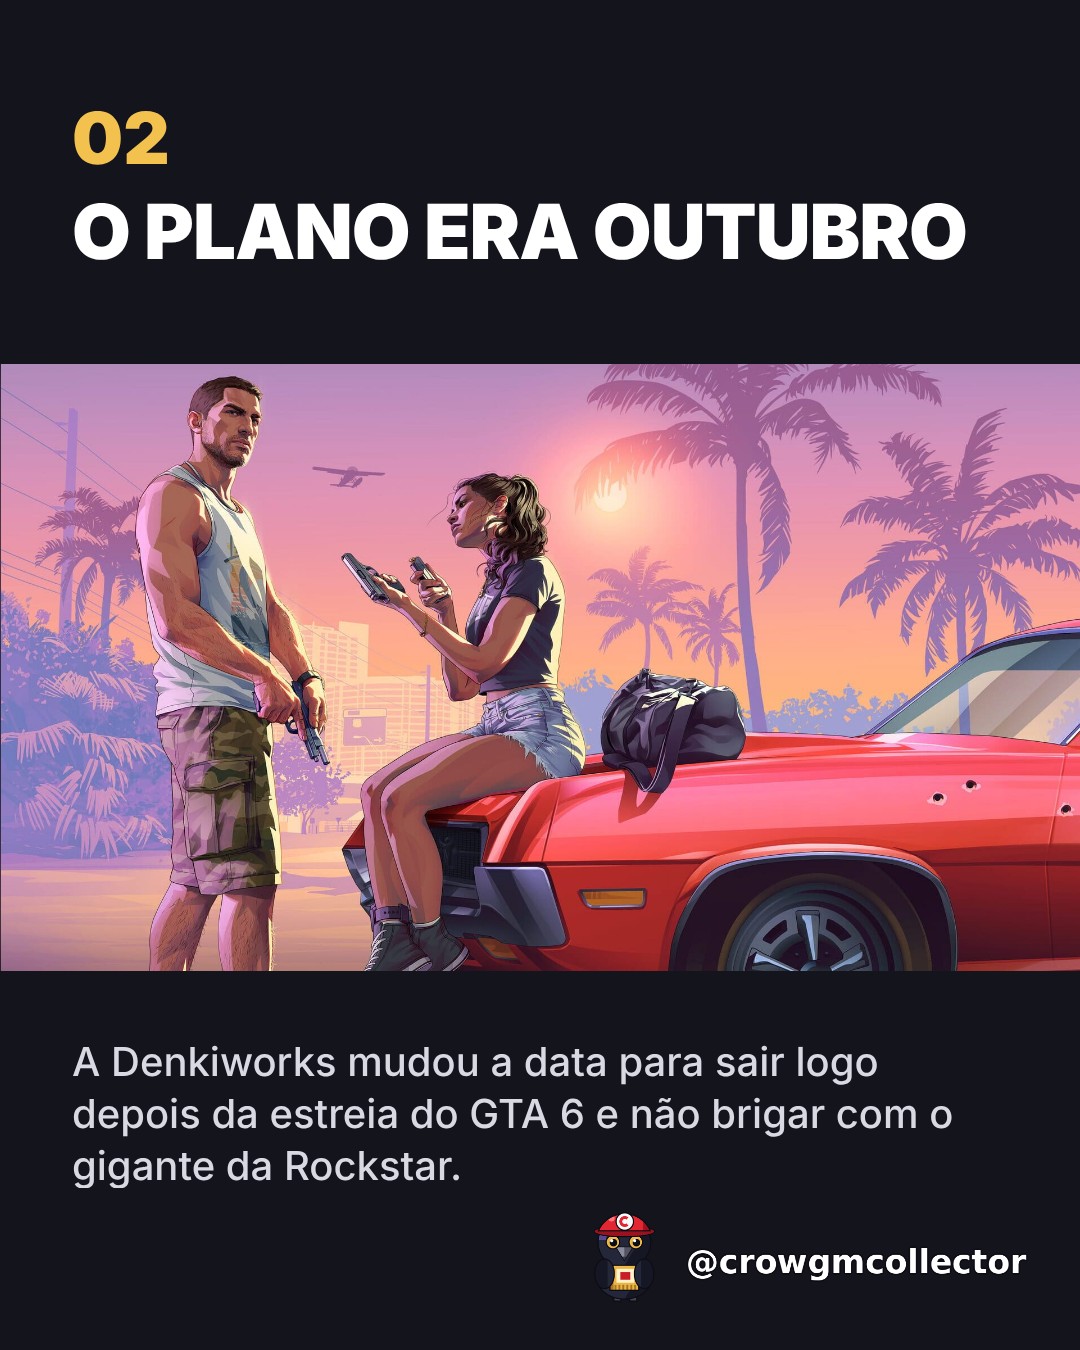 02
O PLANO ERA OUTUBRO
A Denkiworks mudou a data para sair logo
depois da estreia do GTA 6 e não brigar com o
gigante da Rockstar.
C
@crowgmcollector